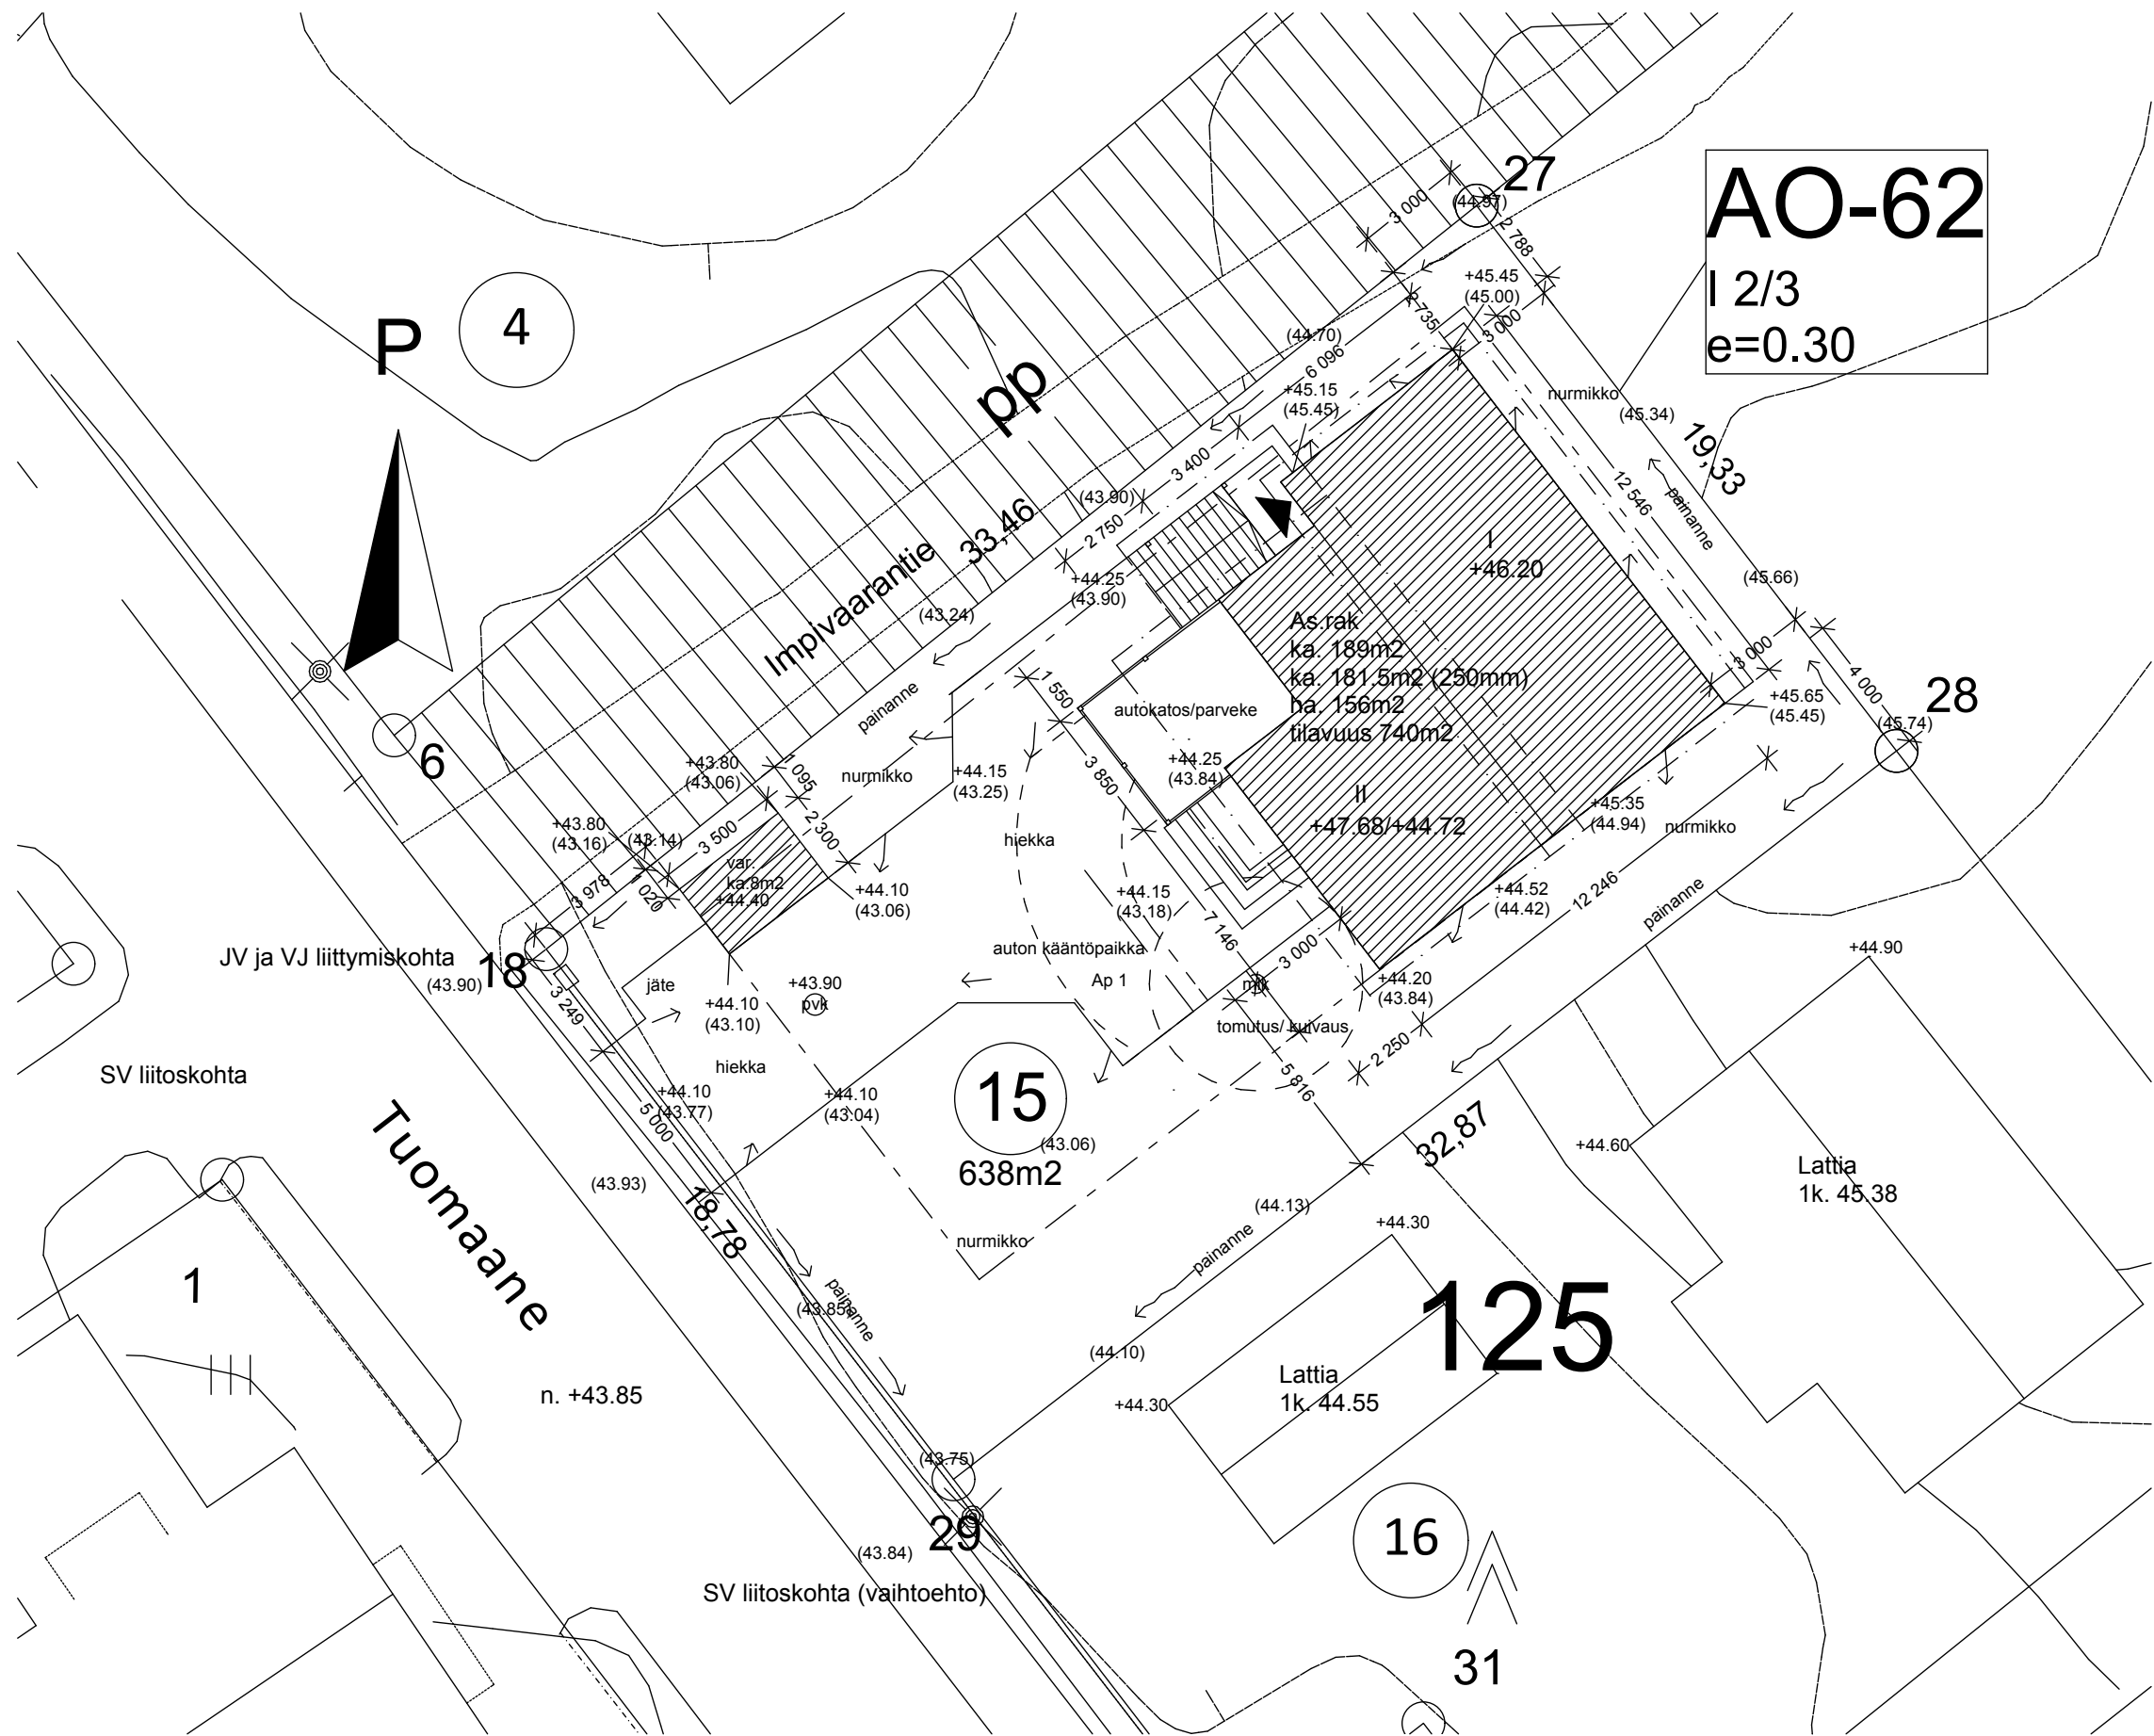 27
(44.97)
3 000
2 788
AO-62
I 2/3
e=0.30
P
4
+45.45
(45.00)
2 735
3 000
(44.70)
6 096
pp
+45.15
(45.45)
nurmikko
(45.34)
19,33
3 400
12 546
painanne
(43.90)
2 750
33,46
Impivaarantie
I
+46.20
+44.25
(43.90)
(45.66)
(43.24)
As.rak
ka. 189m2
ka. 181,5m2 (250mm)
ha. 156m2
tilavuus 740m2
3 000
4 000
28
1 550
painanne
autokatos/parveke
+45.65
(45.45)
(45.74)
6
+43.80
(43.06)
1 095
nurmikko
+44.15
(43.25)
3 850
+44.25
(43.84)
II
+47.68/+44.72
+45.35
(44.94)
nurmikko
+43.80
(43.16)
(43.14)
3 500
2 300
hiekka
var.
ka.8m2
+44.40
3 978
1 020
+44.10
(43.06)
+44.15
(43.18)
+44.52
(44.42)
12 246
painanne
7 146
JV ja VJ liittymiskohta
18
(43.90)
auton kääntöpaikka
Ap 1
3 000
+44.90
jäte
+43.90
pvk
3 249
+44.10
(43.10)
mlk
+44.20
(43.84)
tomutus/ kuivaus
2 250
SV liitoskohta
hiekka
+44.10
(43.77)
5 000
+44.10
(43.04)
15
638m2
(43.06)
5 816
32,87
+44.60
Lattia
1k. 45.38
Tuomaane
(43.93)
18,78
(44.13)
+44.30
painanne
nurmikko
1
painanne
(43.85)
125
(44.10)
n. +43.85
+44.30
Lattia
1k. 44.55
(43.75)
29
16
(43.84)
SV liitoskohta (vaihtoehto)
31